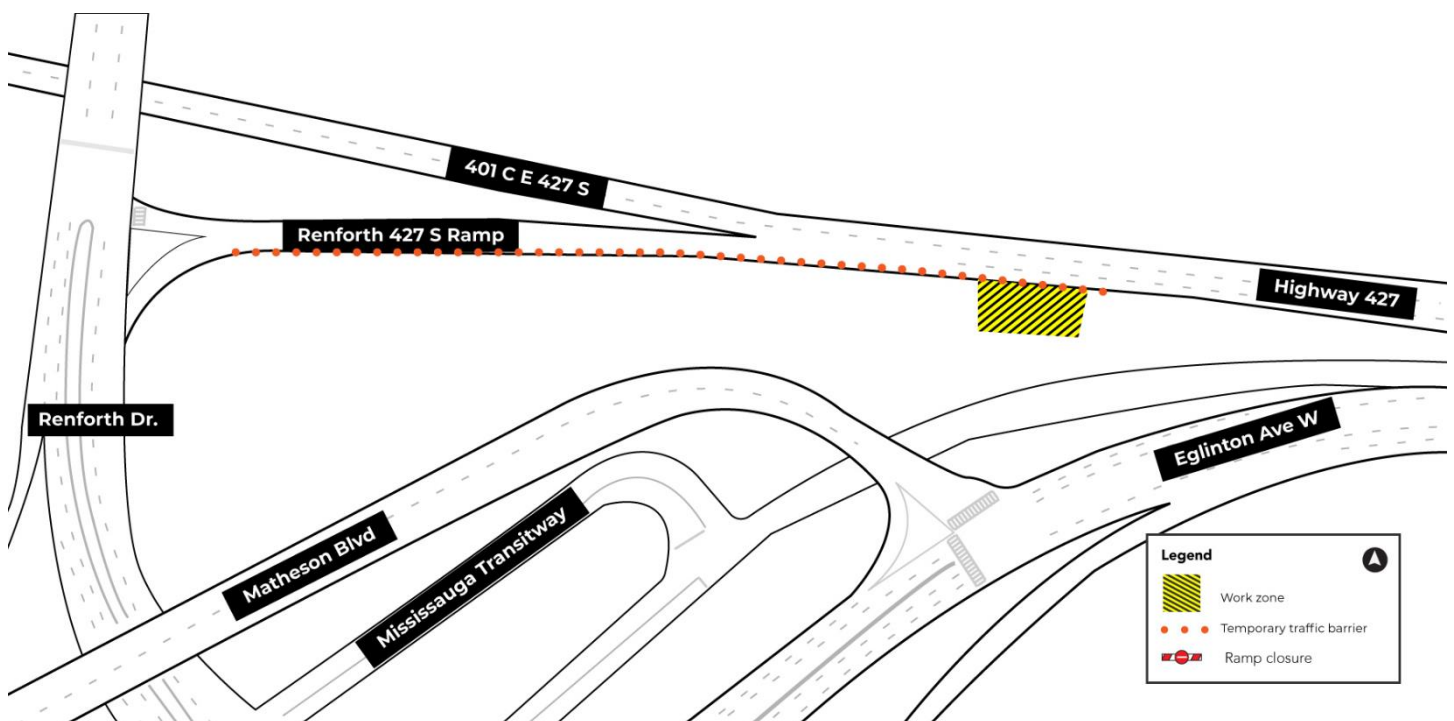 401 C E 427 S
Renforth 427 S Ramp
Highway 427
Renforth Dr.
Eglinton Ave W
Matheson Blvd
Mississauga Transitway
Legend
Work zone
Temporary traffic barrier
Ramp closure